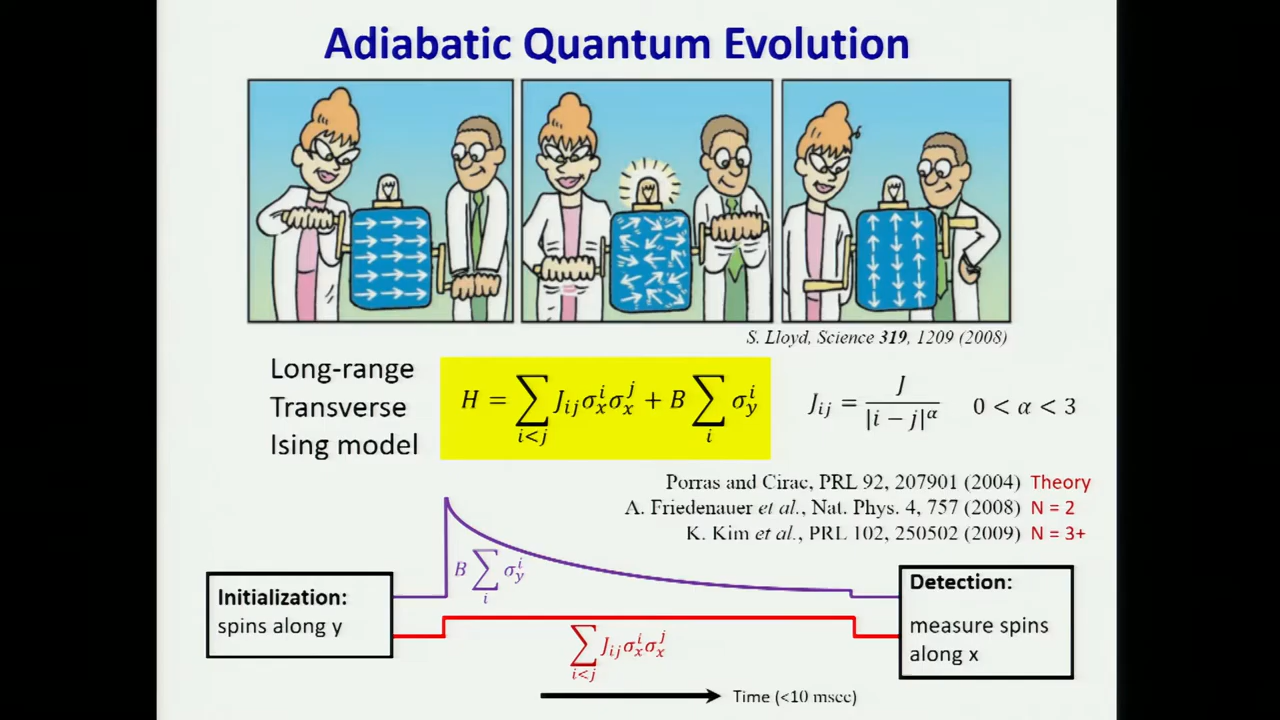 Adiabatic Quantum Evolution
S. Lloyd, Science 319, 1209 (2008)
Long-range
Transverse
Ising model
H = ∑_{i<j} J_{ij} σ_x^i σ_x^j + B ∑_i σ_y^i
J_{ij} = J / |i − j|^α
0 < α < 3
Porras and Cirac, PRL 92, 207901 (2004) Theory
A. Friedenauer et al., Nat. Phys. 4, 757 (2008) N = 2
K. Kim et al., PRL 102, 250502 (2009) N = 3+
B ∑_i σ_y^i
Initialization:
spins along y
Detection:
measure spins
along x
∑_{i<j} J_{ij} σ_x^i σ_x^j
Time (<10 msec)